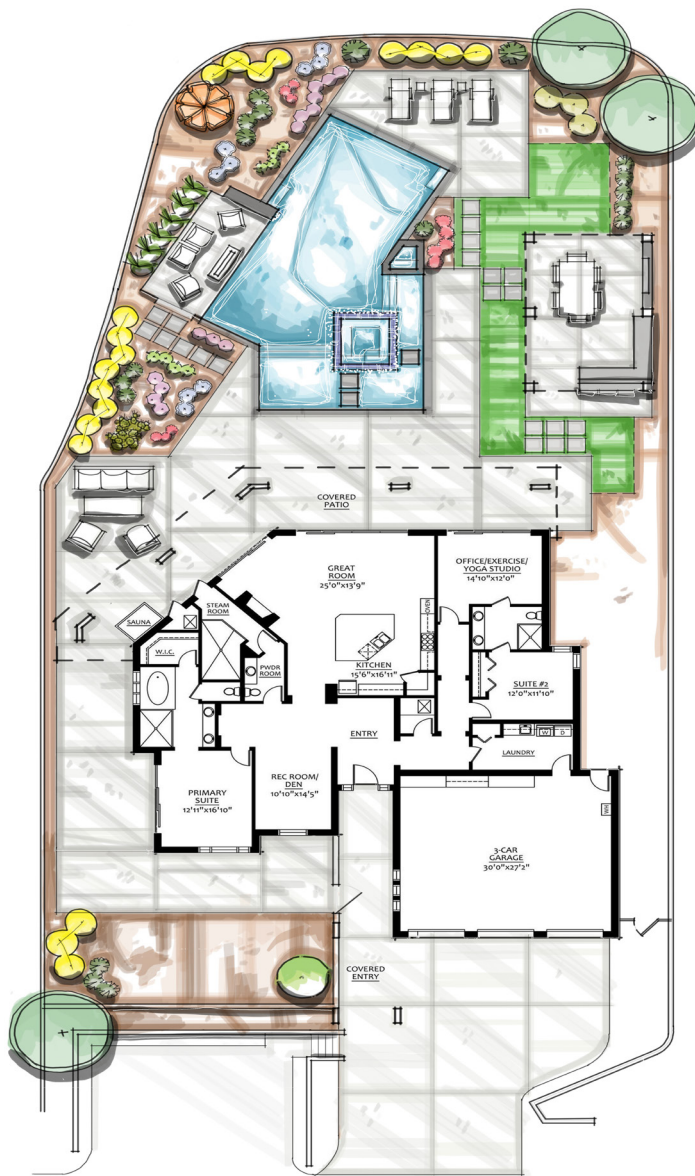 COVERED
PATIO
GREAT
ROOM
25'0"X13'9"
OFFICE/EXERCISE/
YOGA STUDIO
14'10"X12'0"
OVEN
STEAM
ROOM
SAUNA
W.I.C.
PWDR
ROOM
KITCHEN
15'6"X16'11"
SUITE #2
12'0"X11'10"
ENTRY
LAUNDRY
W
D
PRIMARY
SUITE
12'11"X16'10"
REC ROOM/
DEN
10'10"X14'5"
WH
3-CAR
GARAGE
30'0"X27'2"
COVERED
ENTRY